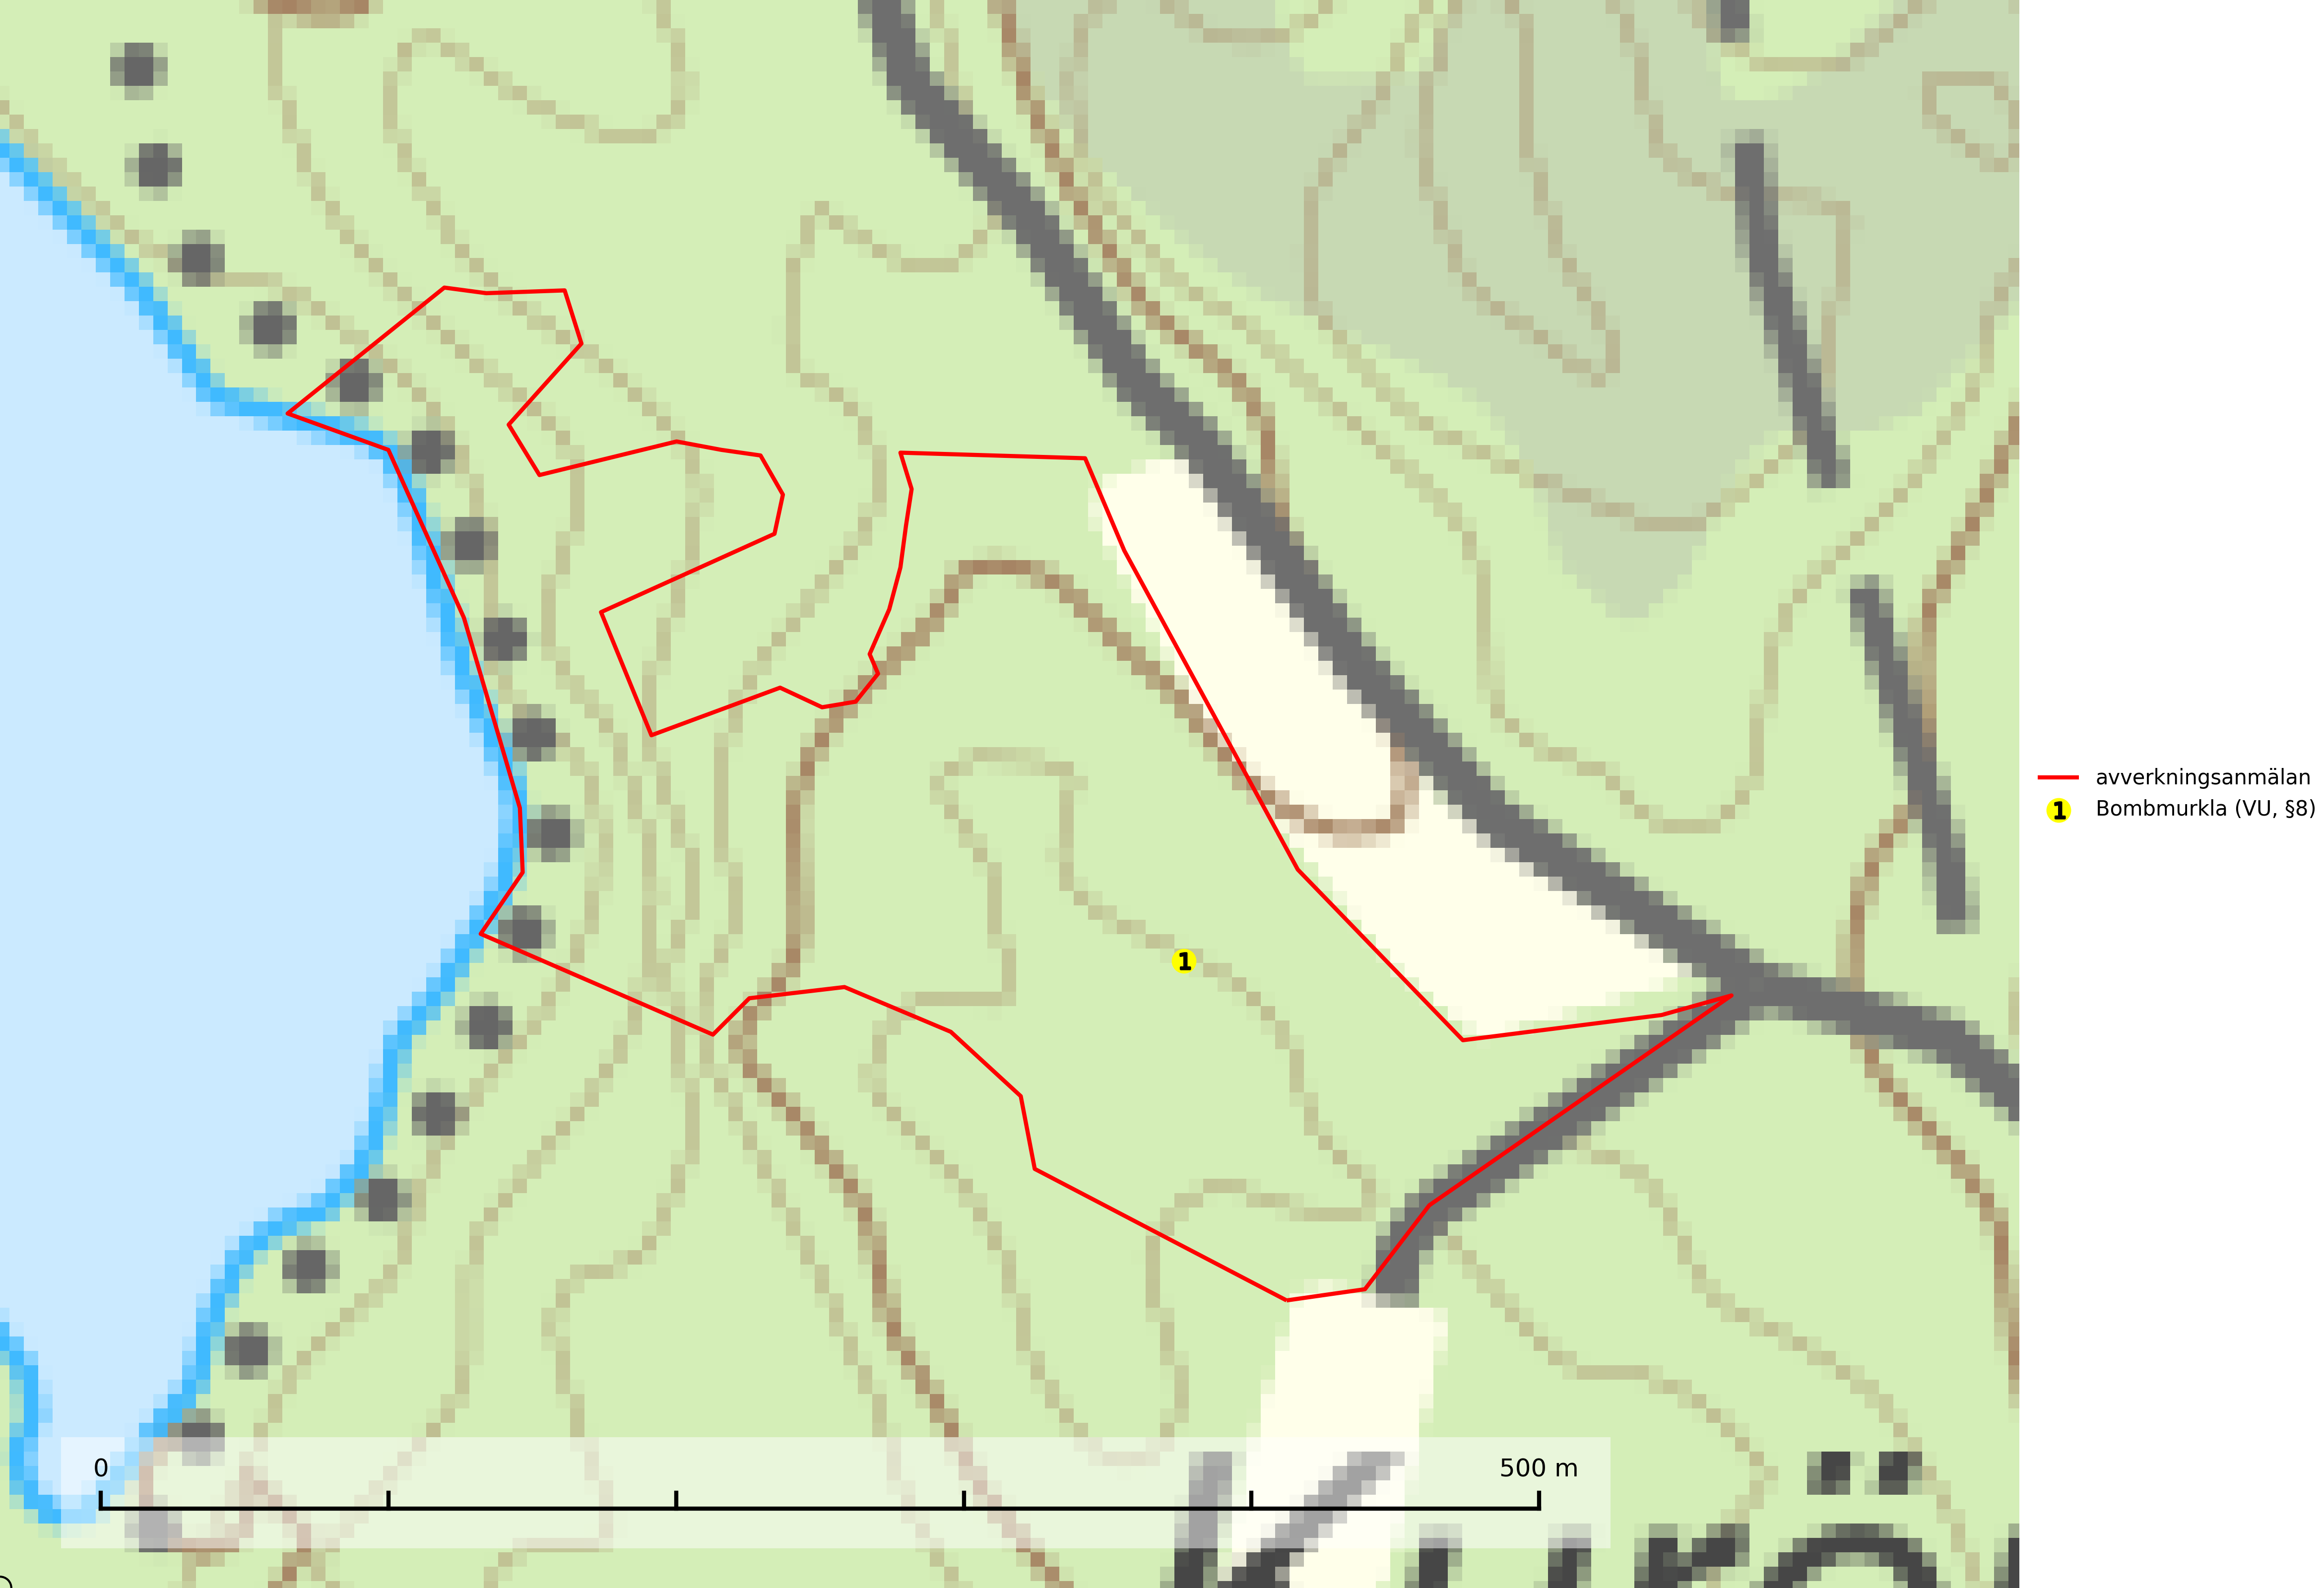 1
avverkningsanmälan
1 Bombmurkla (VU, §8)
0 500 m